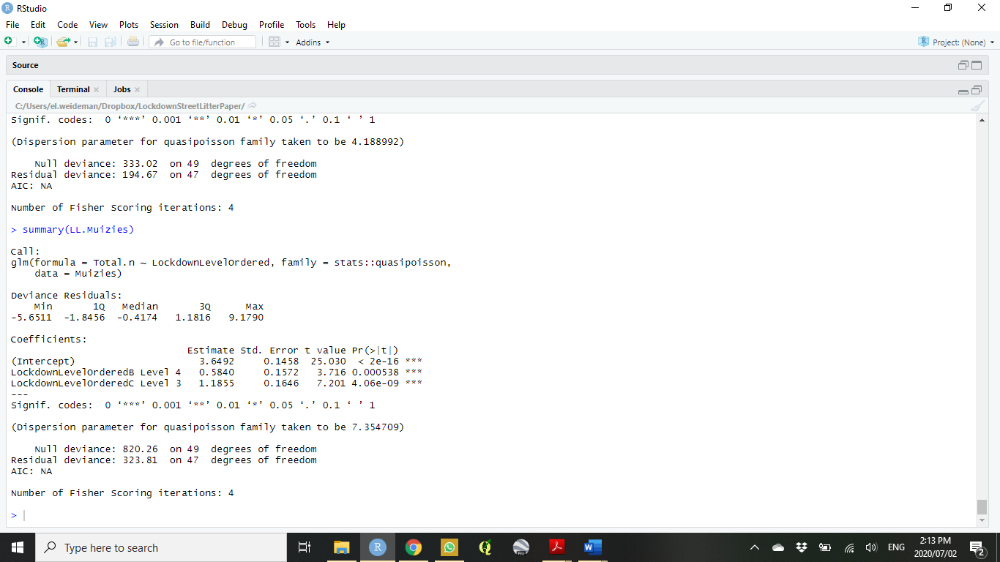 RStudio
File Edit Code View Plots Session Build Debug Profile Tools Help
Go to file/function Addins Project: (None)
Source
Console Terminal Jobs
C:/Users/el.weideman/Dropbox/LockdownStreetLitterPaper/
Signif. codes:  0 ‘***’ 0.001 ‘**’ 0.01 ‘*’ 0.05 ‘.’ 0.1 ‘ ’ 1
(Dispersion parameter for quasipoisson family taken to be 4.188992)
    Null deviance: 333.02  on 49  degrees of freedom
Residual deviance: 194.67  on 47  degrees of freedom
AIC: NA
Number of Fisher Scoring iterations: 4
> summary(LL.Muizies)
Call:
glm(formula = Total.n ~ LockdownLevelOrdered, family = stats::quasipoisson,
    data = Muizies)
Deviance Residuals:
    Min       1Q   Median       3Q      Max
-5.6511  -1.8456  -0.4174   1.1816   9.1790
Coefficients:
                              Estimate Std. Error t value Pr(>|t|)
(Intercept)                     3.6492     0.1458  25.030  < 2e-16 ***
LockdownLevelOrderedB Level 4   0.5840     0.1572   3.716 0.000538 ***
LockdownLevelOrderedC Level 3   1.1855     0.1646   7.201 4.06e-09 ***
---
Signif. codes:  0 ‘***’ 0.001 ‘**’ 0.01 ‘*’ 0.05 ‘.’ 0.1 ‘ ’ 1
(Dispersion parameter for quasipoisson family taken to be 7.354709)
    Null deviance: 820.26  on 49  degrees of freedom
Residual deviance: 323.81  on 47  degrees of freedom
AIC: NA
Number of Fisher Scoring iterations: 4
>
Type here to search
ENG
2:13 PM
2020/07/02
2